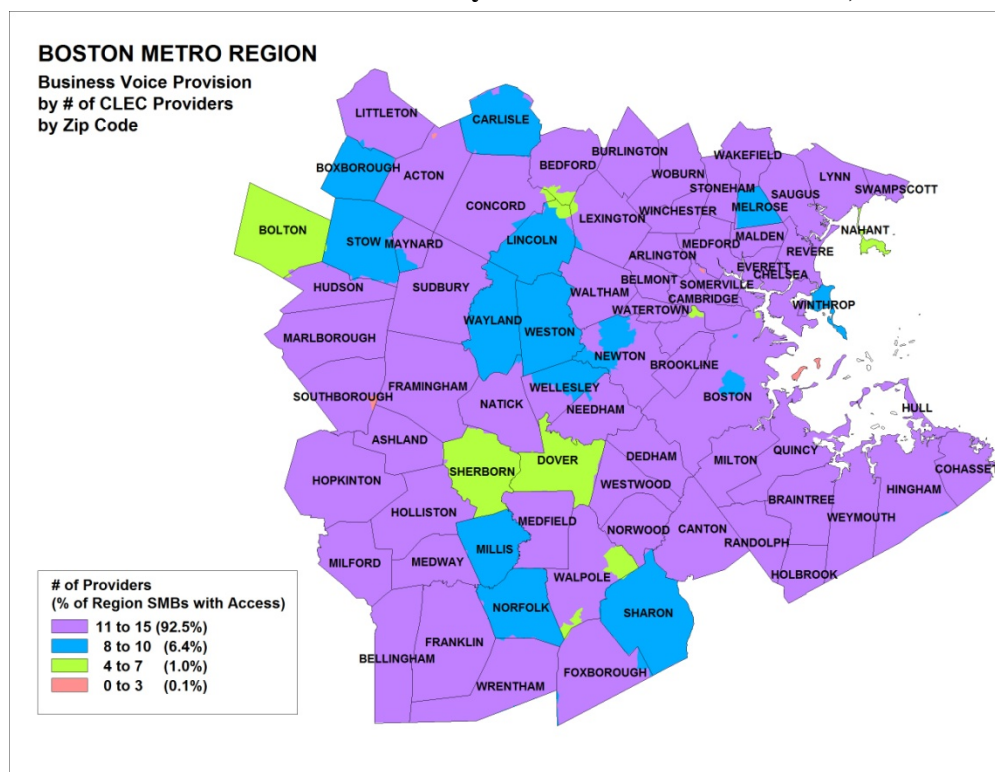 BOSTON METRO REGION
Business Voice Provision
by # of CLEC Providers
by Zip Code
LITTLETON
CARLISLE
BOXBOROUGH
ACTON
BEDFORD
BURLINGTON
WOBURN
WAKEFIELD
LYNN
SWAMPSCOTT
STONEHAM
SAUGUS
MELROSE
CONCORD
LEXINGTON
WINCHESTER
NAHANT
BOLTON
STOW
MAYNARD
LINCOLN
ARLINGTON
MEDFORD
MALDEN
REVERE
EVERETT
CHELSEA
HUDSON
SUDBURY
WALTHAM
BELMONT
SOMERVILLE
CAMBRIDGE
WATERTOWN
WINTHROP
MARLBOROUGH
WAYLAND
WESTON
NEWTON
BROOKLINE
SOUTHBOROUGH
FRAMINGHAM
NATICK
WELLESLEY
NEEDHAM
BOSTON
HULL
ASHLAND
SHERBORN
DOVER
DEDHAM
MILTON
QUINCY
COHASSET
HOPKINTON
WESTWOOD
BRAINTREE
HINGHAM
HOLLISTON
MEDFIELD
NORWOOD
CANTON
WEYMOUTH
RANDOLPH
MILFORD
MEDWAY
MILLIS
WALPOLE
HOLBROOK
NORFOLK
SHARON
FRANKLIN
BELLINGHAM
FOXBOROUGH
WRENTHAM
# of Providers
(% of Region SMBs with Access)
11 to 15 (92.5%)
8 to 10 (6.4%)
4 to 7 (1.0%)
0 to 3 (0.1%)